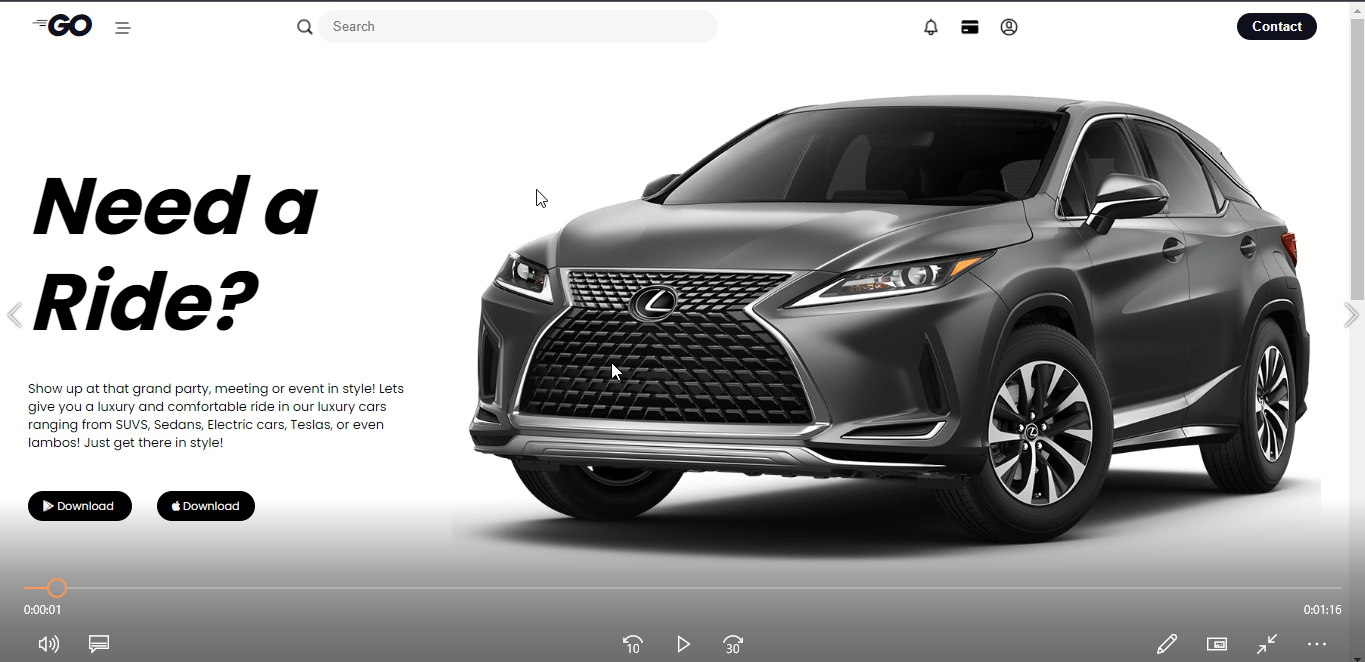 GO
Search
Contact
Need a
Ride?
Show up at that grand party, meeting or event in style! Lets
give you a luxury and comfortable ride in our luxury cars
ranging from SUVS, Sedans, Electric cars, Teslas, or even
lambos! Just get there in style!
Download
Download
0:00:01
0:01:16
10
30